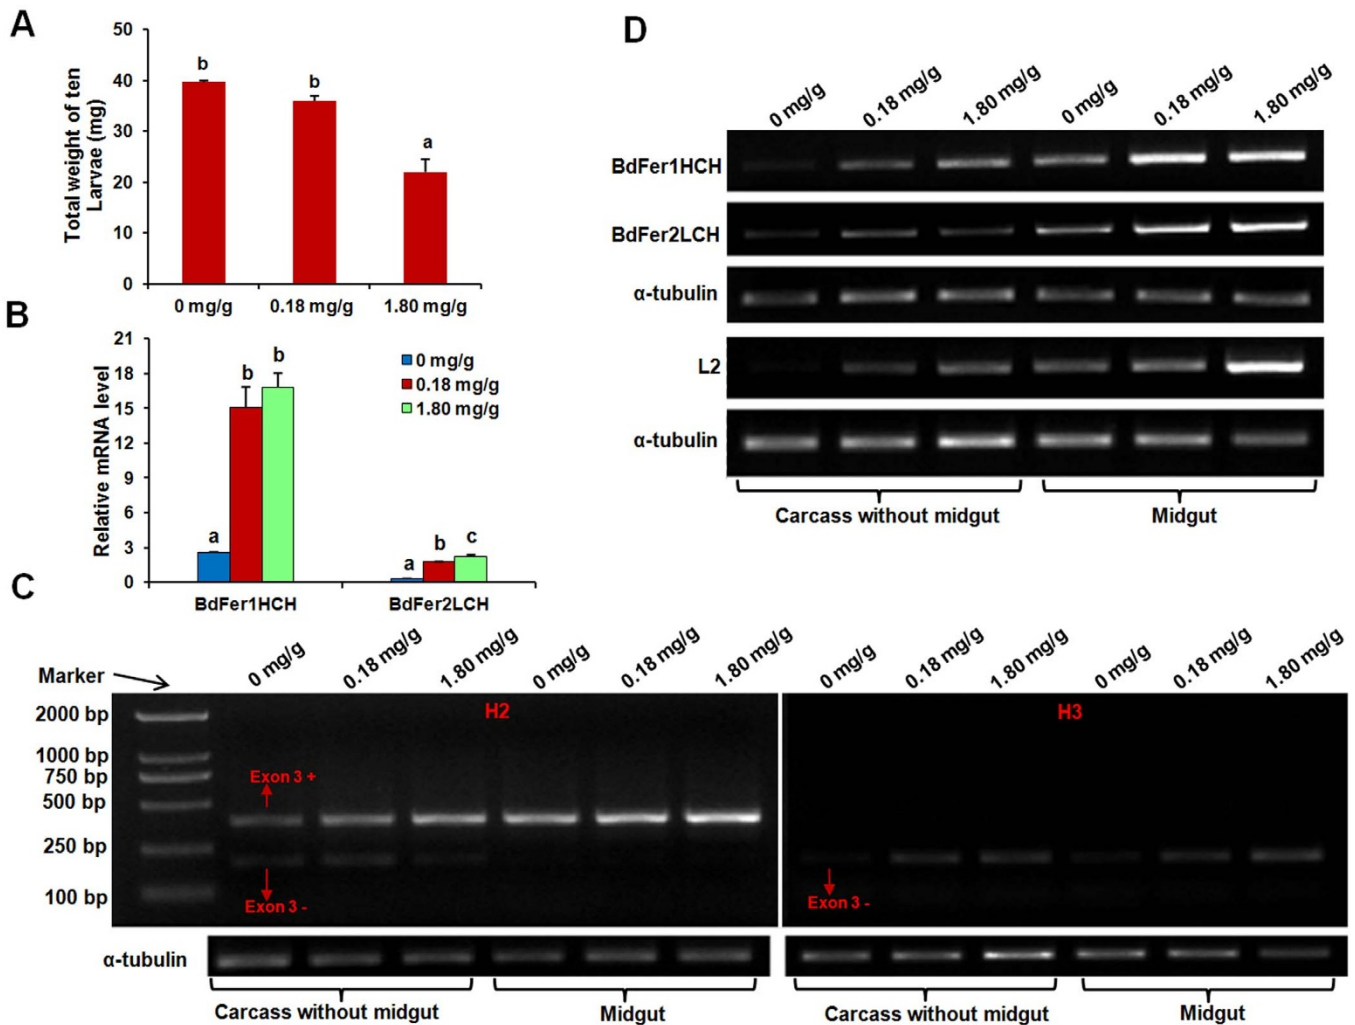 A
Total weight of ten
Larvae (mg)
50
40
30
20
10
0
b
b
a
0 mg/g
0.18 mg/g
1.80 mg/g
B
Relative mRNA level
21
18
15
12
9
6
3
0
a
b
b
a
b
c
0 mg/g
0.18 mg/g
1.80 mg/g
BdFer1HCH
BdFer2LCH
D
0 mg/g
0.18 mg/g
1.80 mg/g
0 mg/g
0.18 mg/g
1.80 mg/g
BdFer1HCH
BdFer2LCH
α-tubulin
L2
α-tubulin
Carcass without midgut
Midgut
C
Marker
0 mg/g
0.18 mg/g
1.80 mg/g
0 mg/g
0.18 mg/g
1.80 mg/g
0 mg/g
0.18 mg/g
1.80 mg/g
0 mg/g
0.18 mg/g
1.80 mg/g
2000 bp
1000 bp
750 bp
500 bp
250 bp
100 bp
H2
Exon 3 +
Exon 3 -
H3
Exon 3 -
α-tubulin
Carcass without midgut
Midgut
Carcass without midgut
Midgut